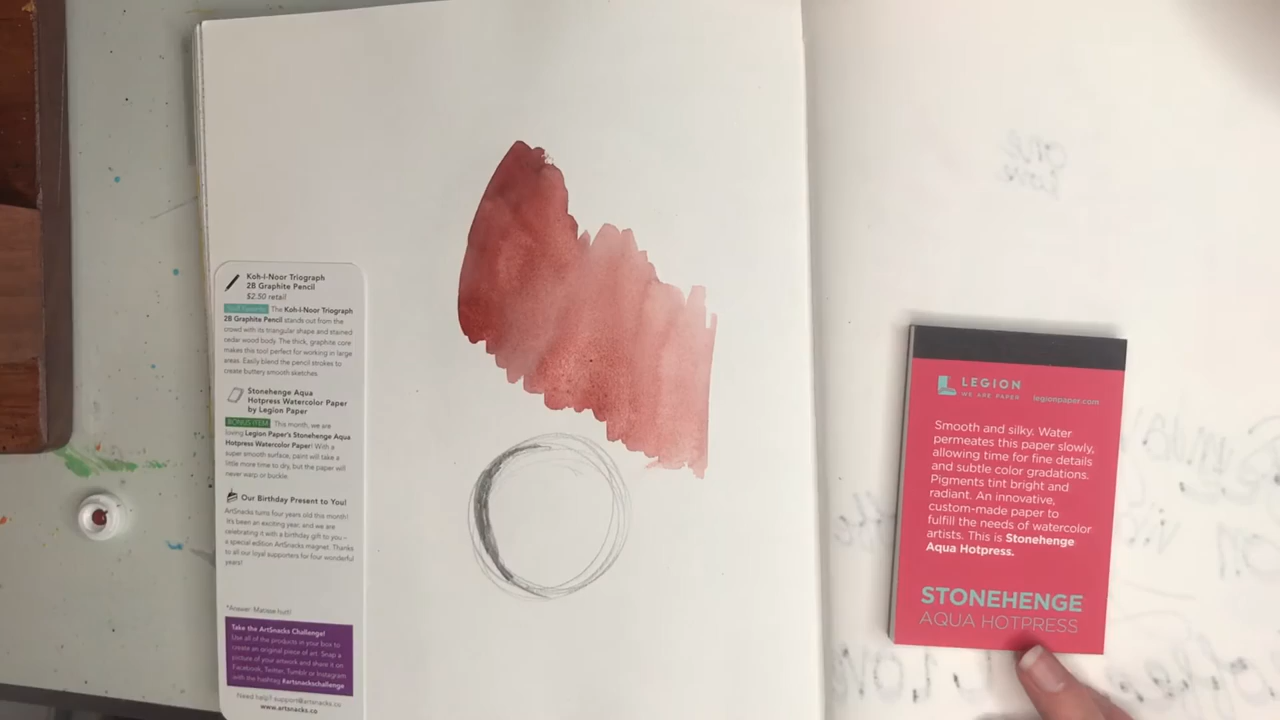 Koh-I-Noor Triograph
2B Graphite Pencil
$2.50 retail
The Koh-I-Noor Triograph
2B Graphite Pencil stands out from the
crowd with its triangular shape and stained
cedar wood body. The thick, graphite core
makes this tool perfect for working in large
areas. Easily blend the pencil strokes to
create buttery smooth sketches.
Stonehenge Aqua
Hotpress Watercolor Paper
by Legion Paper
BONUS ITEM! This month, we are
loving Legion Paper's Stonehenge Aqua
Hotpress Watercolor Paper! With a
super smooth surface, paint will take a
little more time to dry, but the paper will
never warp or buckle.
Our Birthday Present to You!
ArtSnacks turns four years old this month!
It's been an exciting year, and we are
celebrating it with a birthday gift to you –
a special edition ArtSnacks magnet. Thanks
to all our loyal supporters for four wonderful
years!
*Answer: Matisse hurt!
Take the ArtSnacks Challenge!
Use all of the products in your box to
create an original piece of art. Snap a
picture of your artwork and share it on
Facebook, Twitter, Tumblr or Instagram
with the hashtag #artsnackschallenge
Need help? support@artsnacks.co
www.artsnacks.co
LEGION
WE ARE PAPER
legionpaper.com
Smooth and silky. Water
permeates this paper slowly,
allowing time for fine details
and subtle color gradations.
Pigments tint bright and
radiant. An innovative,
custom-made paper to
fulfill the needs of watercolor
artists. This is Stonehenge
Aqua Hotpress.
STONEHENGE
AQUA HOTPRESS